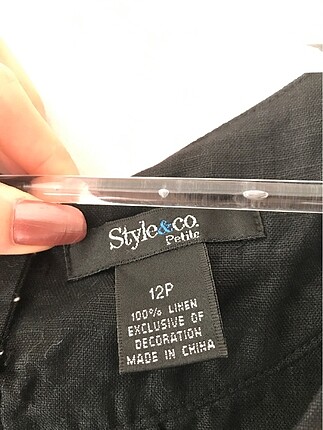 Style&co.
Petite
12P
100% LINEN
EXCLUSIVE OF
DECORATION
MADE IN CHINA